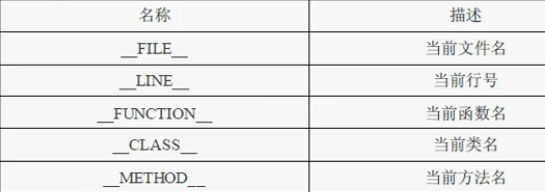 名称 描述
__FILE__ 当前文件名
__LINE__ 当前行号
__FUNCTION__ 当前函数名
__CLASS__ 当前类名
__METHOD__ 当前方法名